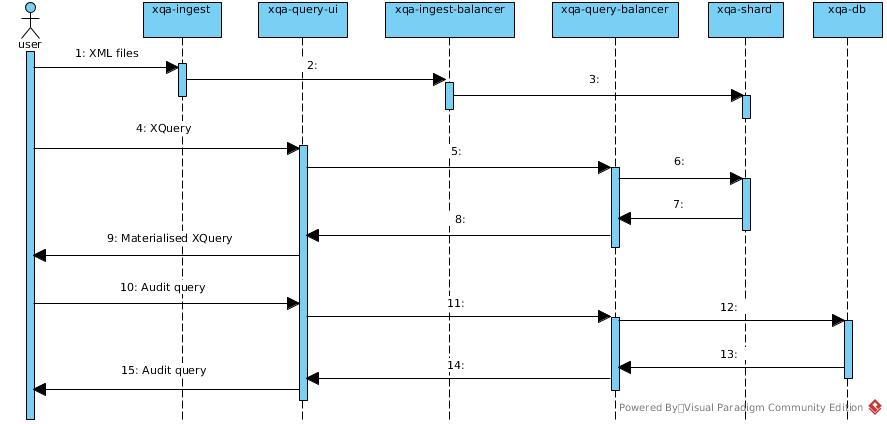 xqa-ingest
xqa-query-ui
xqa-ingest-balancer
xqa-query-balancer
xqa-shard
xqa-db
user
1: XML files
2:
3:
4: XQuery
5:
6:
7:
8:
9: Materialised XQuery
10: Audit query
11:
12:
13:
14:
15: Audit query
Powered By Visual Paradigm Community Edition